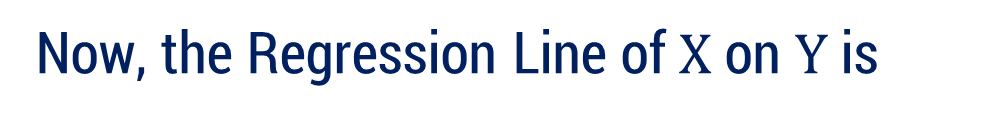 Now, the Regression Line of X on Y is